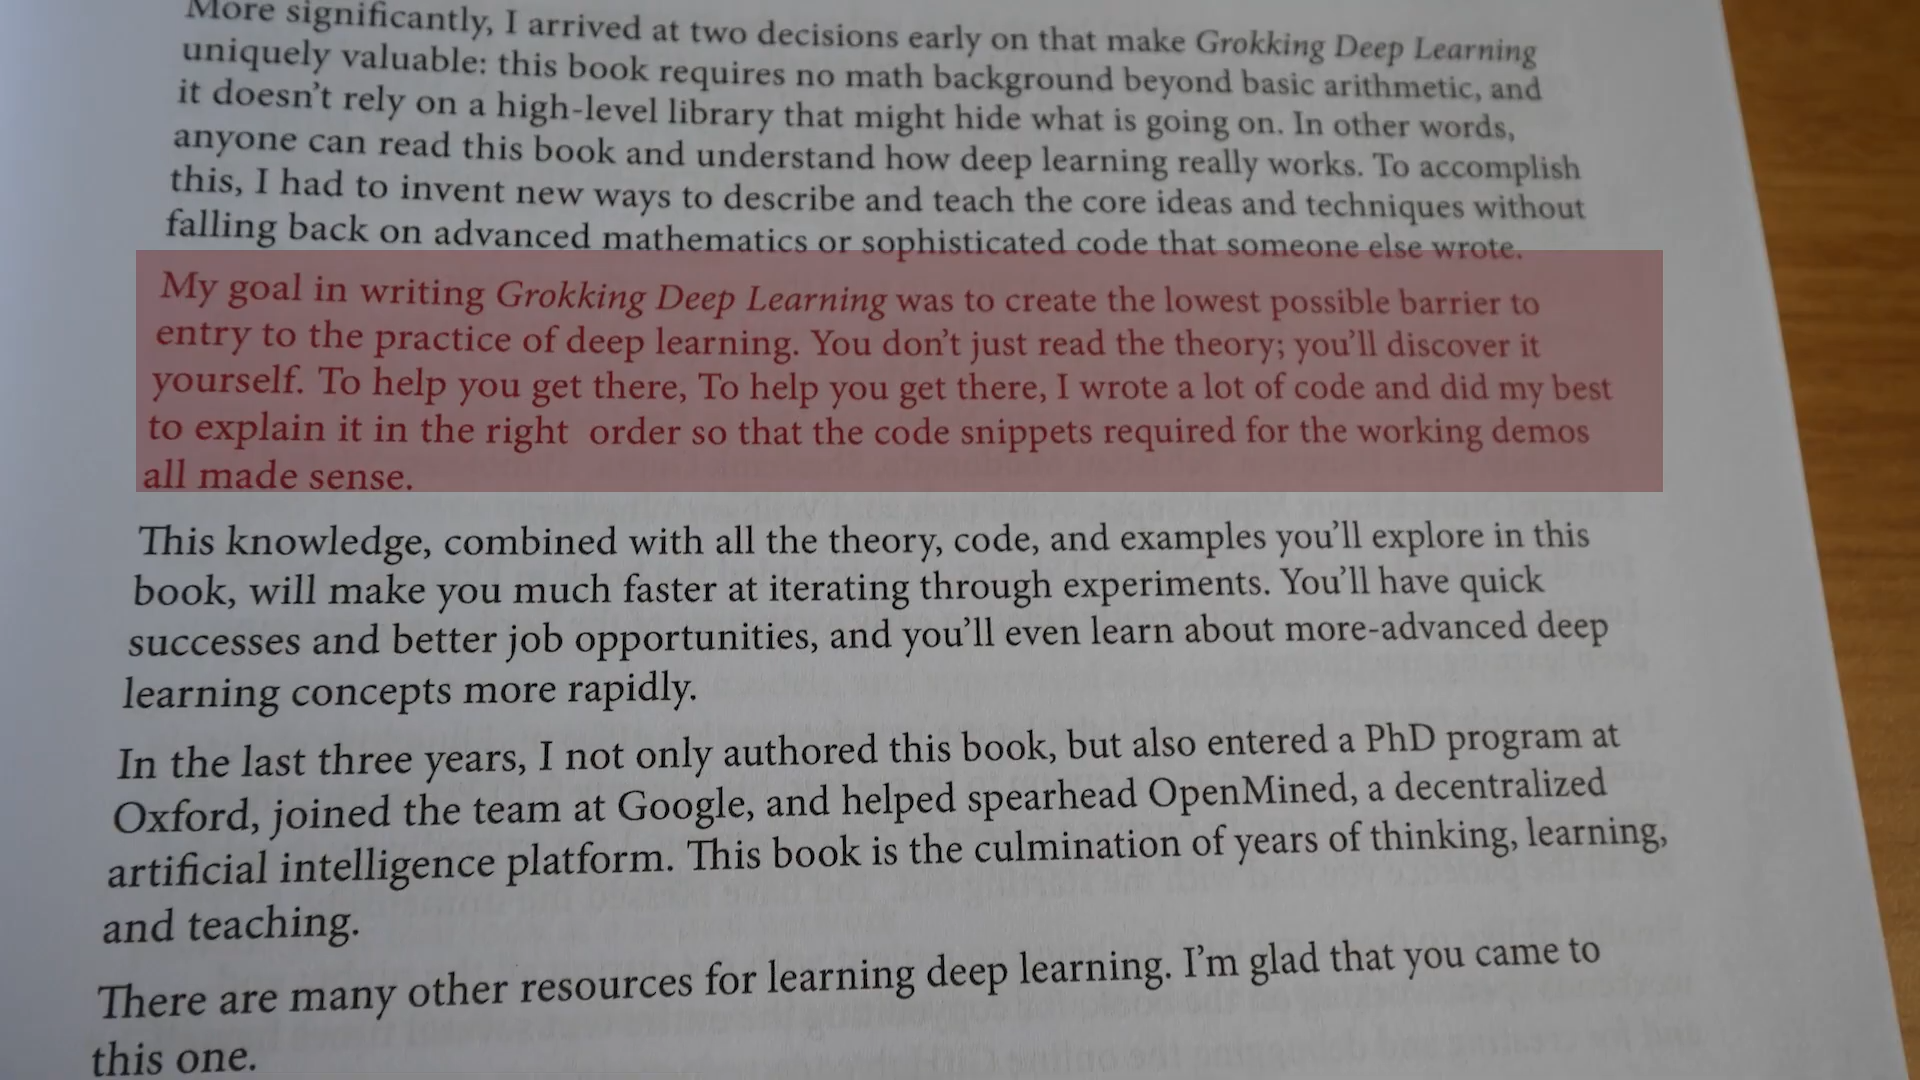 More significantly, I arrived at two decisions early on that make Grokking Deep Learning
uniquely valuable: this book requires no math background beyond basic arithmetic, and
it doesn't rely on a high-level library that might hide what is going on. In other words,
anyone can read this book and understand how deep learning really works. To accomplish
this, I had to invent new ways to describe and teach the core ideas and techniques without
falling back on advanced mathematics or sophisticated code that someone else wrote.
My goal in writing Grokking Deep Learning was to create the lowest possible barrier to
entry to the practice of deep learning. You don't just read the theory; you'll discover it
yourself. To help you get there, To help you get there, I wrote a lot of code and did my best
to explain it in the right order so that the code snippets required for the working demos
all made sense.
This knowledge, combined with all the theory, code, and examples you'll explore in this
book, will make you much faster at iterating through experiments. You'll have quick
successes and better job opportunities, and you'll even learn about more-advanced deep
learning concepts more rapidly.
In the last three years, I not only authored this book, but also entered a PhD program at
Oxford, joined the team at Google, and helped spearhead OpenMined, a decentralized
artificial intelligence platform. This book is the culmination of years of thinking, learning,
and teaching.
There are many other resources for learning deep learning. I'm glad that you came to
this one.